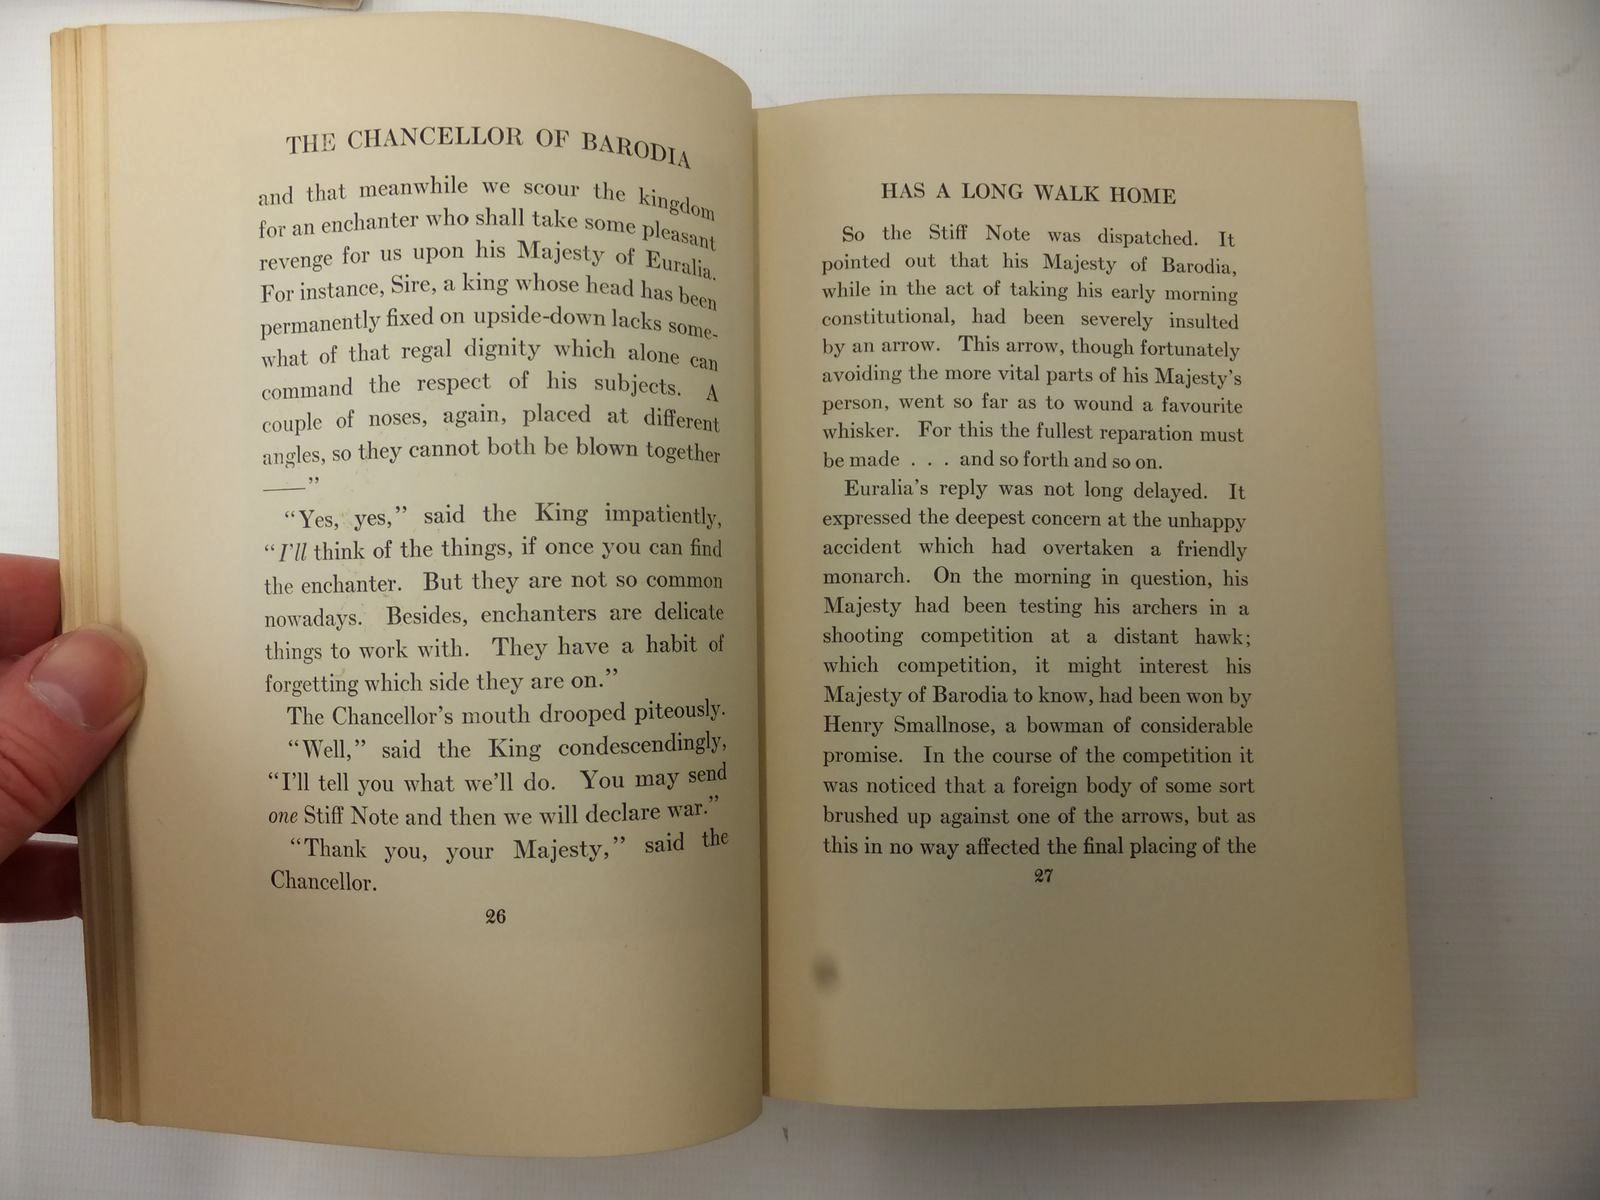 THE CHANCELLOR OF BARODIA
and that meanwhile we scour the kingdom
for an enchanter who shall take some pleasant
revenge for us upon his Majesty of Euralia.
For instance, Sire, a king whose head has been
permanently fixed on upside-down lacks some-
what of that regal dignity which alone can
command the respect of his subjects. A
couple of noses, again, placed at different
angles, so they cannot both be blown together
——”
“Yes, yes,” said the King impatiently,
“I’ll think of the things, if once you can find
the enchanter. But they are not so common
nowadays. Besides, enchanters are delicate
things to work with. They have a habit of
forgetting which side they are on.”
The Chancellor’s mouth drooped piteously.
“Well,” said the King condescendingly,
“I’ll tell you what we’ll do. You may send
one Stiff Note and then we will declare war.”
“Thank you, your Majesty,” said the
Chancellor.
26
HAS A LONG WALK HOME
So the Stiff Note was dispatched. It
pointed out that his Majesty of Barodia,
while in the act of taking his early morning
constitutional, had been severely insulted
by an arrow. This arrow, though fortunately
avoiding the more vital parts of his Majesty’s
person, went so far as to wound a favourite
whisker. For this the fullest reparation must
be made . . . and so forth and so on.
Euralia’s reply was not long delayed. It
expressed the deepest concern at the unhappy
accident which had overtaken a friendly
monarch. On the morning in question, his
Majesty had been testing his archers in a
shooting competition at a distant hawk;
which competition, it might interest his
Majesty of Barodia to know, had been won by
Henry Smallnose, a bowman of considerable
promise. In the course of the competition it
was noticed that a foreign body of some sort
brushed up against one of the arrows, but as
this in no way affected the final placing of the
27